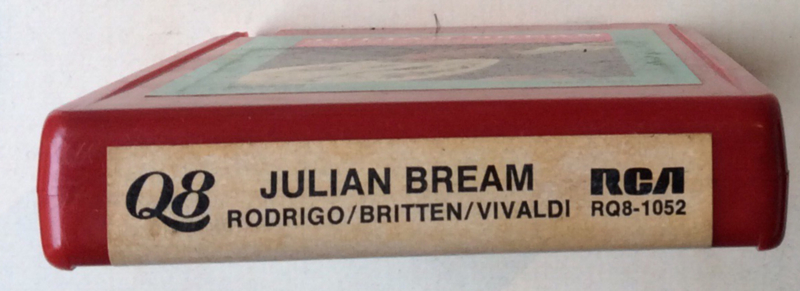 Q8
JULIAN BREAM
RODRIGO/BRITTEN/VIVALDI
RCA
RQ8-1052